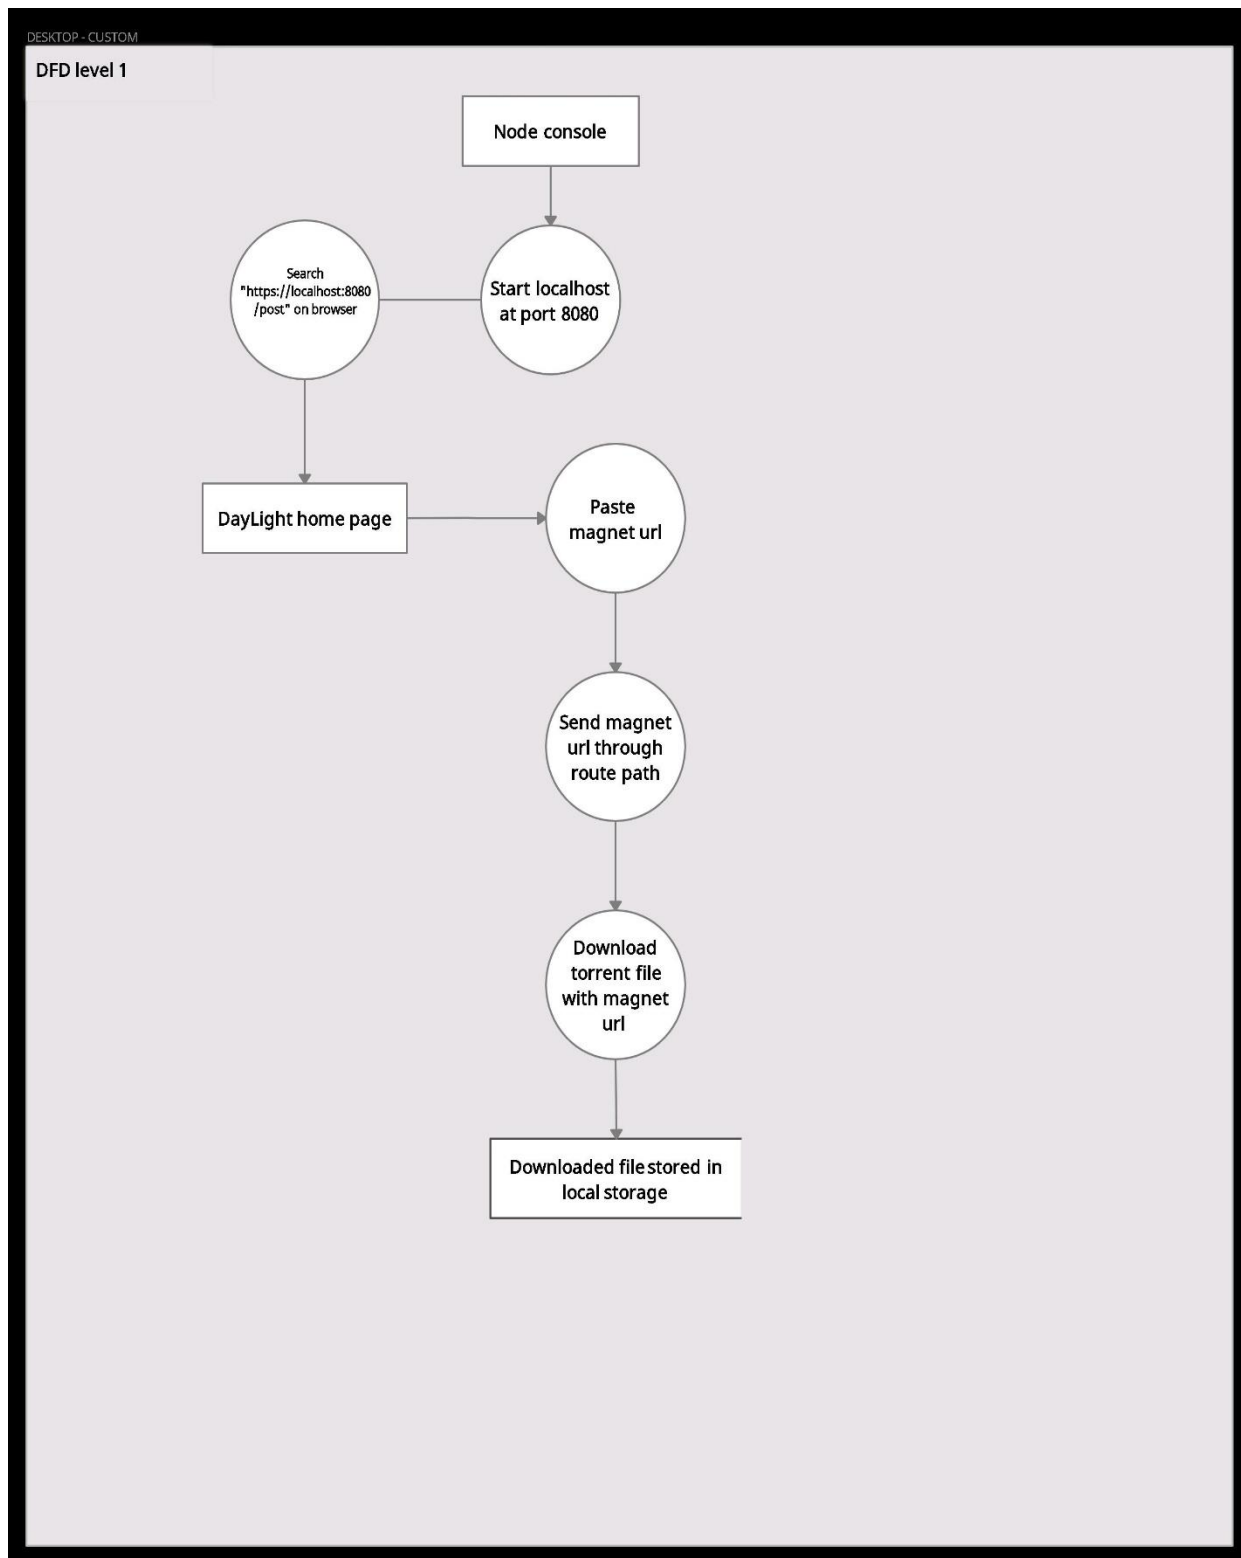 DESKTOP - CUSTOM
DFD level 1
Node console
Search
"https://localhost:8080
/post" on browser
Start localhost
at port 8080
DayLight home page
Paste
magnet url
Send magnet
url through
route path
Download
torrent file
with magnet
url
Downloaded file stored in
local storage